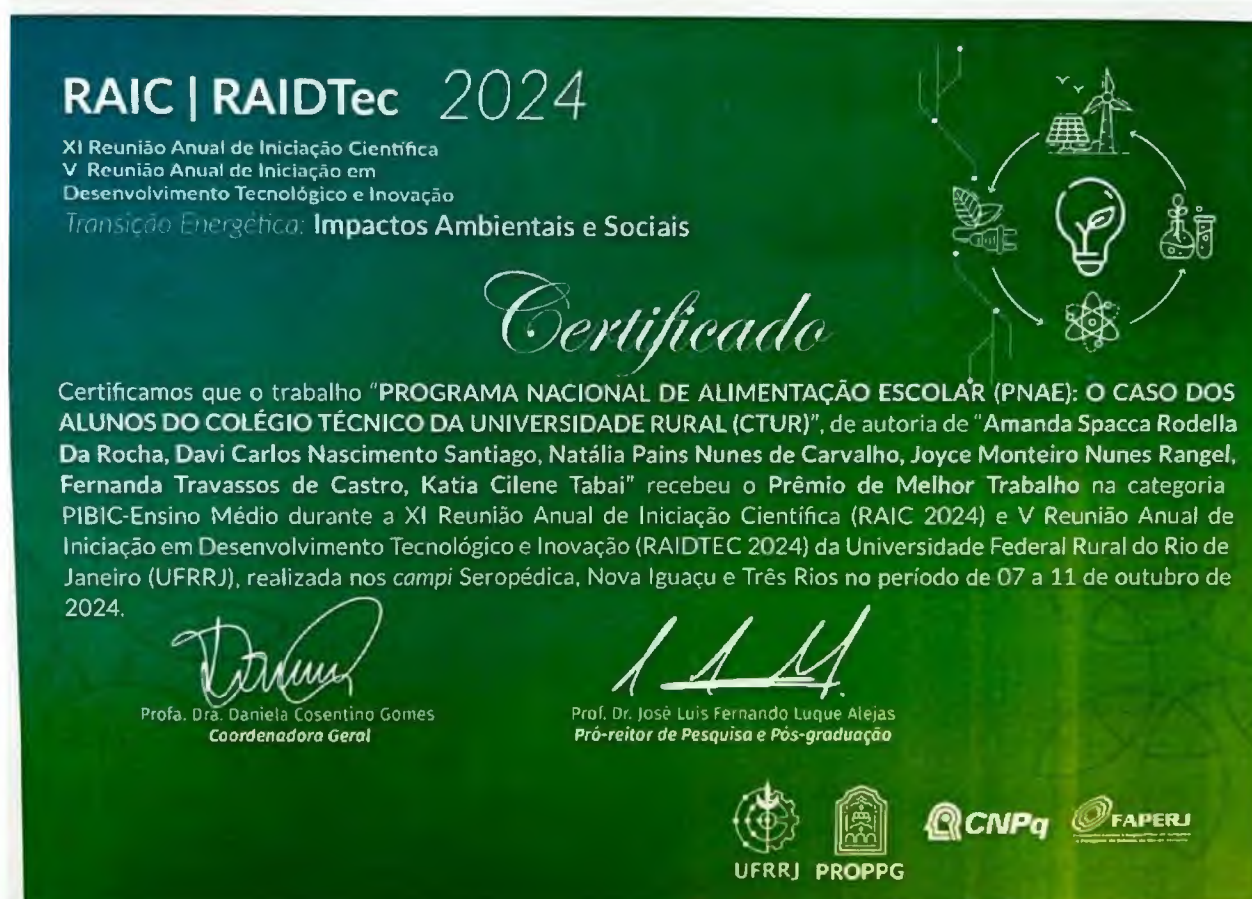 RAIC | RAIDTec 2024
XI Reunião Anual de Iniciação Científica
V Reunião Anual de Iniciação em
Desenvolvimento Tecnológico e Inovação
Transição Energética: Impactos Ambientais e Sociais
Certificado
Certificamos que o trabalho "PROGRAMA NACIONAL DE ALIMENTAÇÃO ESCOLAR (PNAE): O CASO DOS
ALUNOS DO COLÉGIO TÉCNICO DA UNIVERSIDADE RURAL (CTUR)", de autoria de "Amanda Spacca Rodella
Da Rocha, Davi Carlos Nascimento Santiago, Natália Pains Nunes de Carvalho, Joyce Monteiro Nunes Rangel,
Fernanda Travassos de Castro, Katia Cilene Tabai" recebeu o Prêmio de Melhor Trabalho na categoria
PIBIC-Ensino Médio durante a XI Reunião Anual de Iniciação Científica (RAIC 2024) e V Reunião Anual de
Iniciação em Desenvolvimento Tecnológico e Inovação (RAIDTEC 2024) da Universidade Federal Rural do Rio de
Janeiro (UFRRJ), realizada nos campi Seropédica, Nova Iguaçu e Três Rios no período de 07 a 11 de outubro de
2024.
Profa. Dra. Daniela Cosentino Gomes
Coordenadora Geral
Prof. Dr. José Luis Fernando Luque Alejas
Pró-reitor de Pesquisa e Pós-graduação
UFRRJ PROPPG CNPq FAPERJ